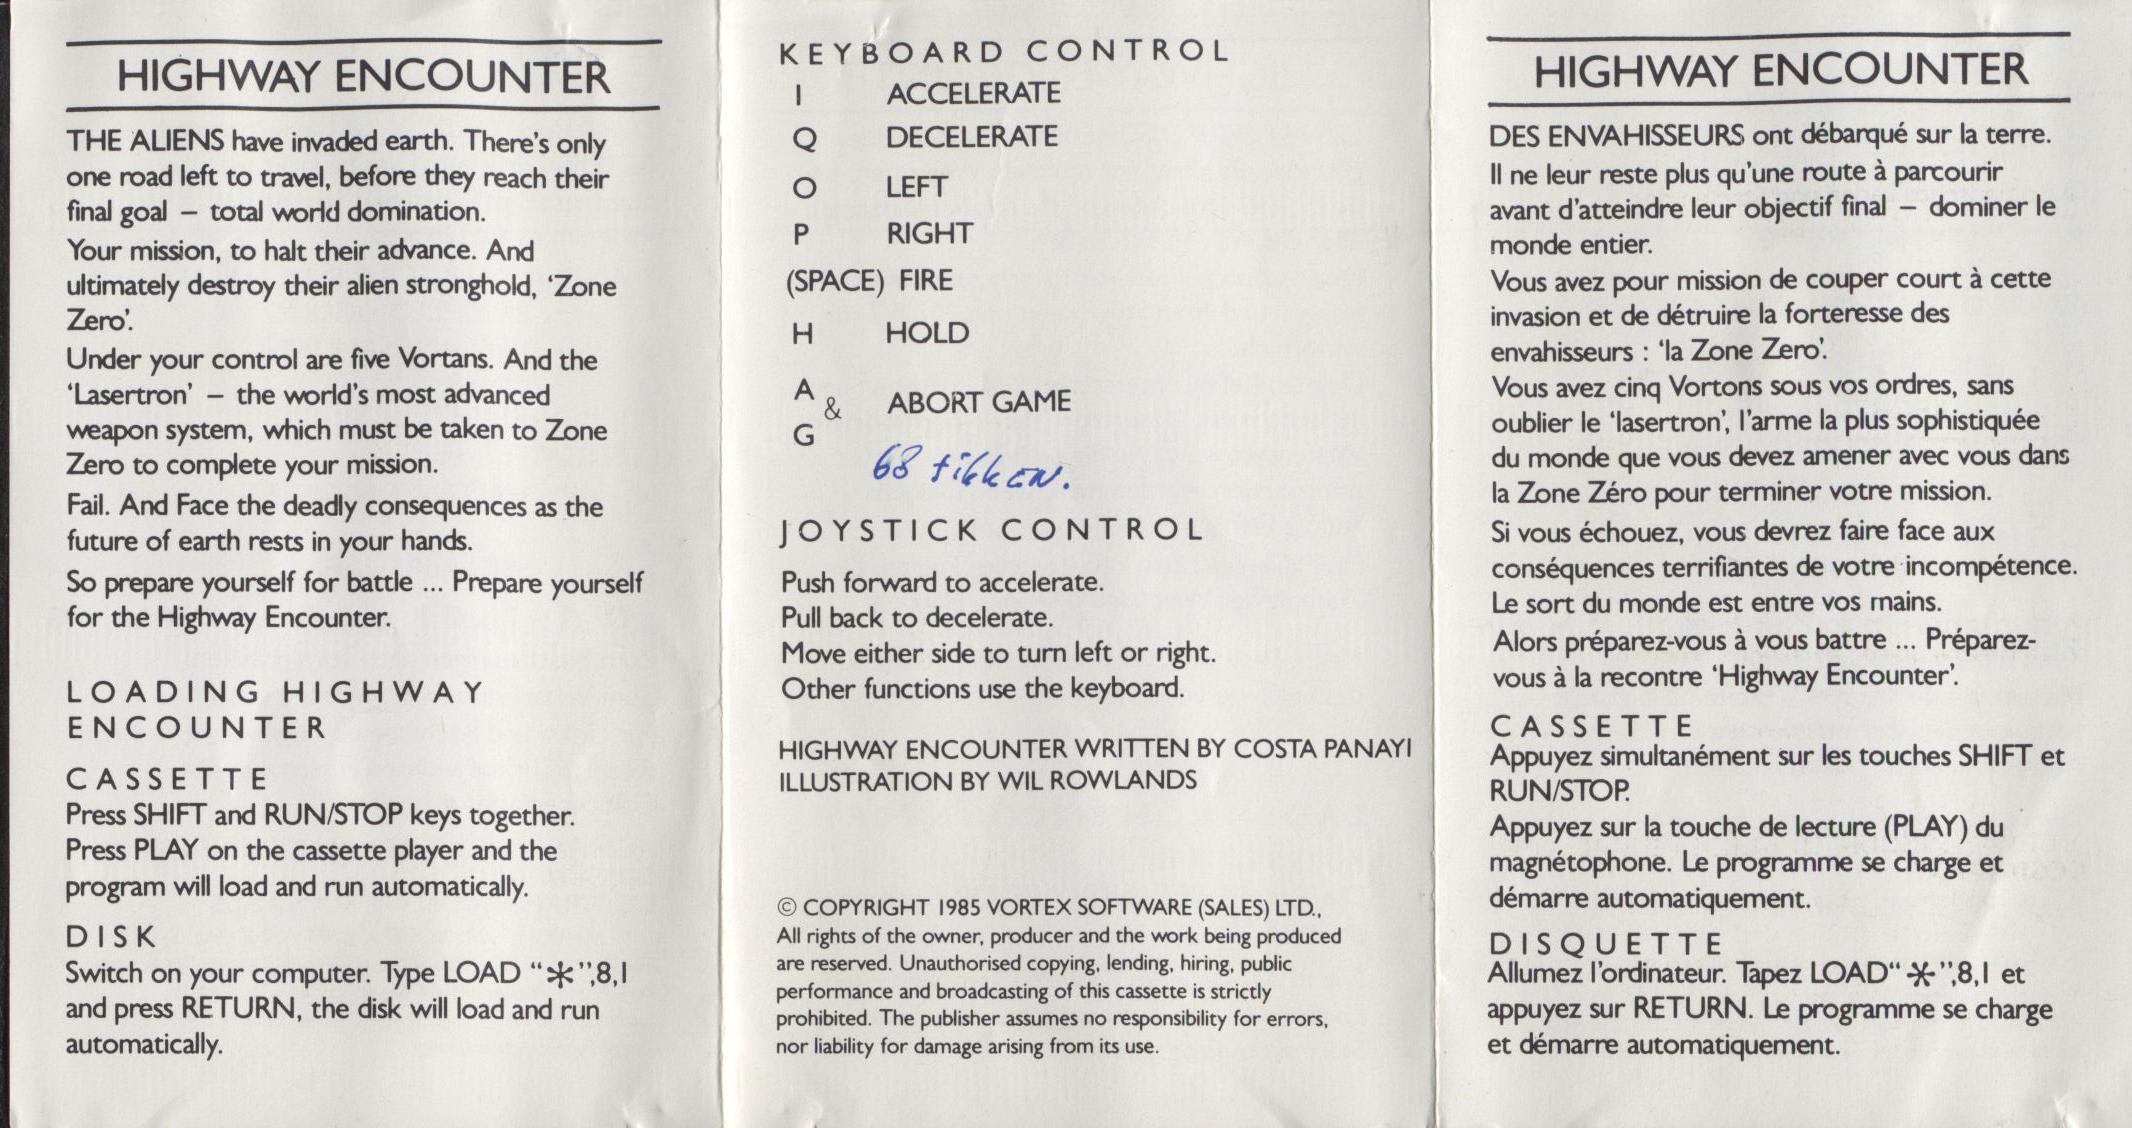 HIGHWAY ENCOUNTER
THE ALIENS have invaded earth. There's only
one road left to travel, before they reach their
final goal – total world domination.
Your mission, to halt their advance. And
ultimately destroy their alien stronghold, ‘Zone
Zero’.
Under your control are five Vortans. And the
‘Lasertron’ – the world's most advanced
weapon system, which must be taken to Zone
Zero to complete your mission.
Fail. And Face the deadly consequences as the
future of earth rests in your hands.
So prepare yourself for battle ... Prepare yourself
for the Highway Encounter.
LOADING HIGHWAY
ENCOUNTER
CASSETTE
Press SHIFT and RUN/STOP keys together.
Press PLAY on the cassette player and the
program will load and run automatically.
DISK
Switch on your computer. Type LOAD “*”,8,1
and press RETURN, the disk will load and run
automatically.
KEYBOARD CONTROL
I ACCELERATE
Q DECELERATE
O LEFT
P RIGHT
(SPACE) FIRE
H HOLD
A & G ABORT GAME
68 tikken.
JOYSTICK CONTROL
Push forward to accelerate.
Pull back to decelerate.
Move either side to turn left or right.
Other functions use the keyboard.
HIGHWAY ENCOUNTER WRITTEN BY COSTA PANAYI
ILLUSTRATION BY WIL ROWLANDS
© COPYRIGHT 1985 VORTEX SOFTWARE (SALES) LTD.,
All rights of the owner, producer and the work being produced
are reserved. Unauthorised copying, lending, hiring, public
performance and broadcasting of this cassette is strictly
prohibited. The publisher assumes no responsibility for errors,
nor liability for damage arising from its use.
HIGHWAY ENCOUNTER
DES ENVAHISSEURS ont débarqué sur la terre.
Il ne leur reste plus qu'une route à parcourir
avant d'atteindre leur objectif final – dominer le
monde entier.
Vous avez pour mission de couper court à cette
invasion et de détruire la forteresse des
envahisseurs : ‘la Zone Zero’.
Vous avez cinq Vortons sous vos ordres, sans
oublier le ‘lasertron’, l'arme la plus sophistiquée
du monde que vous devez amener avec vous dans
la Zone Zéro pour terminer votre mission.
Si vous échouez, vous devrez faire face aux
conséquences terrifiantes de votre incompétence.
Le sort du monde est entre vos mains.
Alors préparez-vous à vous battre ... Préparez-
vous à la recontre ‘Highway Encounter’.
CASSETTE
Appuyez simultanément sur les touches SHIFT et
RUN/STOP.
Appuyez sur la touche de lecture (PLAY) du
magnétophone. Le programme se charge et
démarre automatiquement.
DISQUETTE
Allumez l'ordinateur. Tapez LOAD“*”,8,1 et
appuyez sur RETURN. Le programme se charge
et démarre automatiquement.